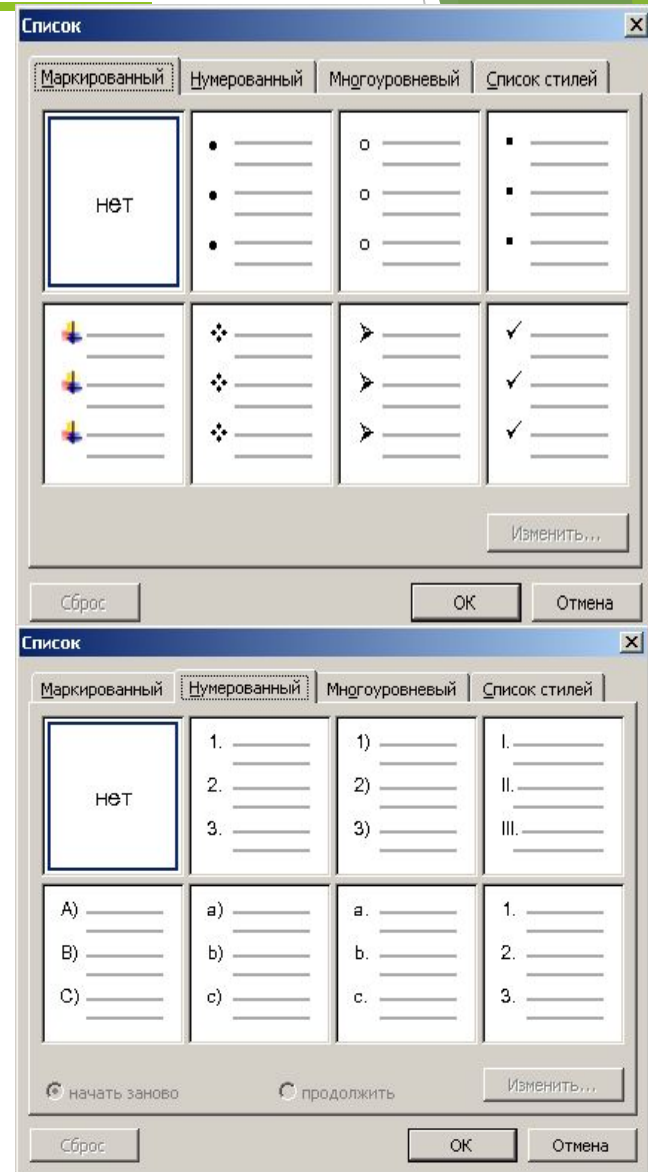 Список
Маркированный Нумерованный Многоуровневый Список стилей
нет
Изменить...
Сброс ОК Отмена
Список
Маркированный Нумерованный Многоуровневый Список стилей
нет 1. 1) I.
2. 2) II.
3. 3) III.
A) a) a. 1.
B) b) b. 2.
C) c) c. 3.
начать заново продолжить Изменить...
Сброс ОК Отмена